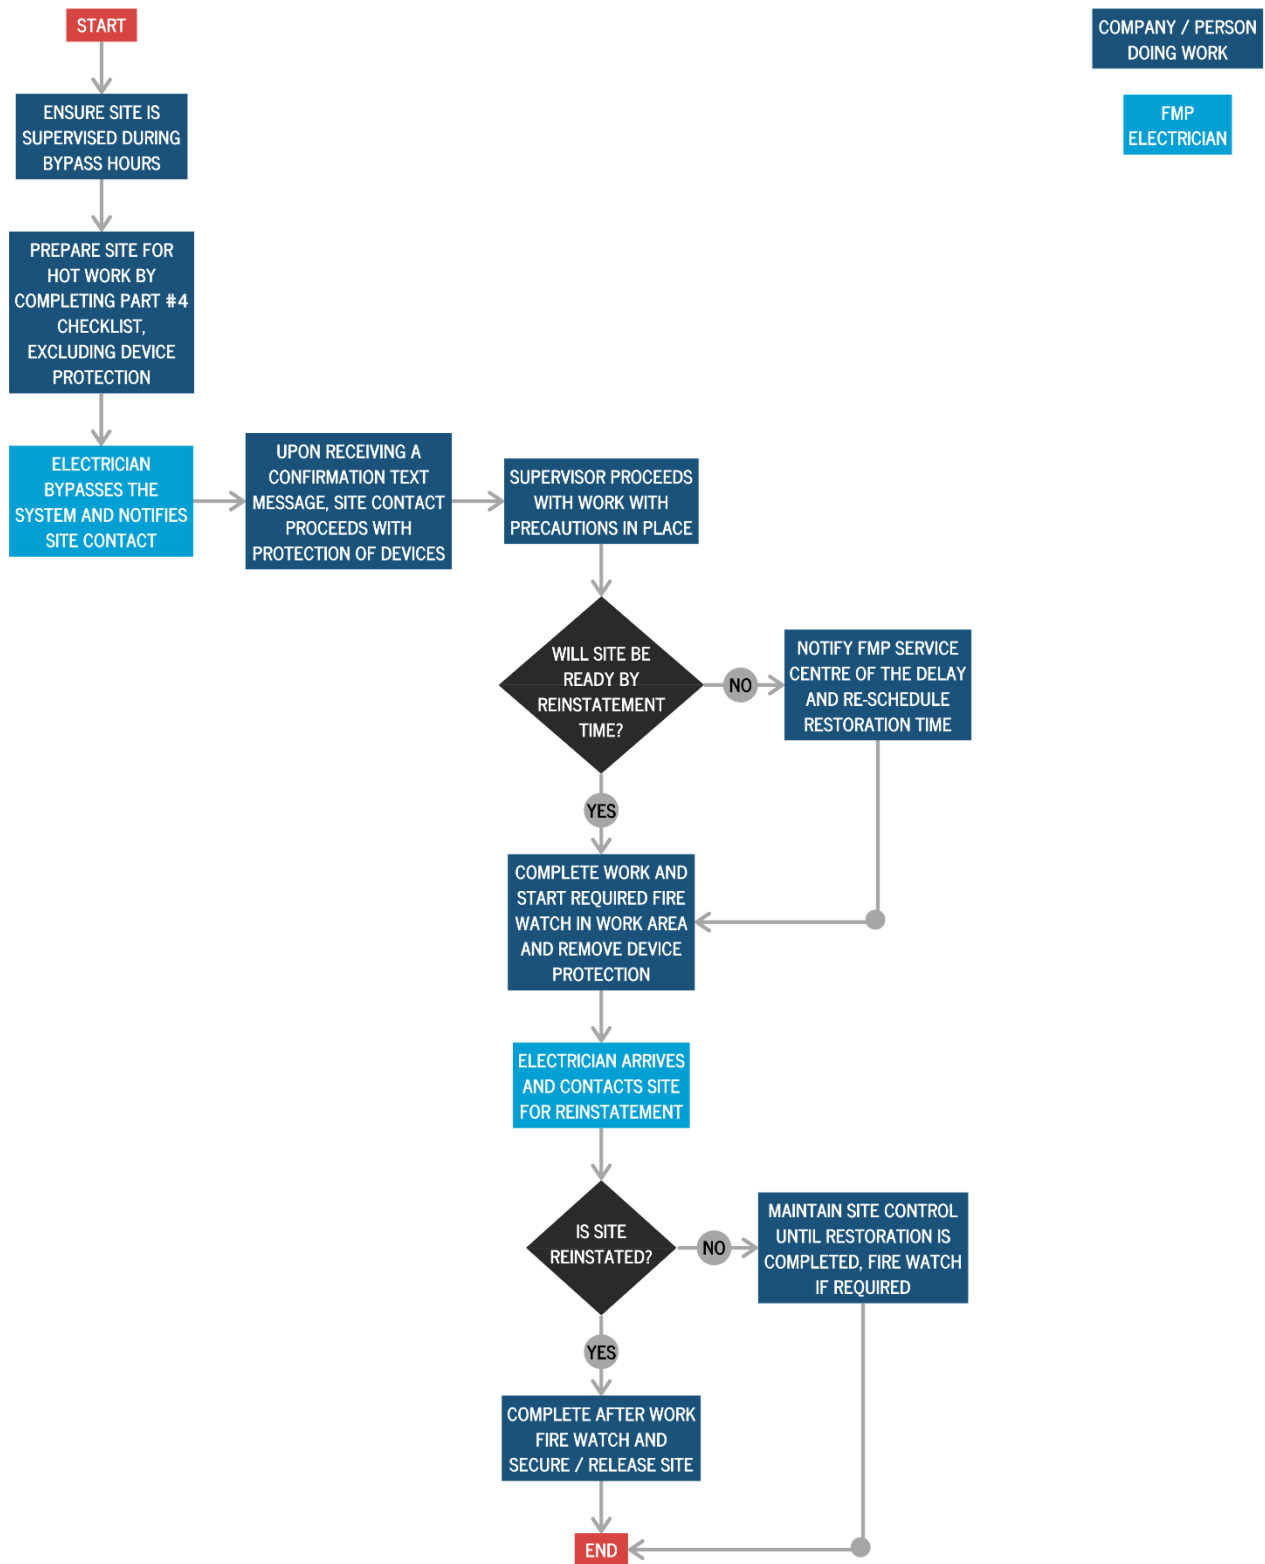 START
COMPANY / PERSON
DOING WORK
FMP
ELECTRICIAN
ENSURE SITE IS
SUPERVISED DURING
BYPASS HOURS
PREPARE SITE FOR
HOT WORK BY
COMPLETING PART #4
CHECKLIST,
EXCLUDING DEVICE
PROTECTION
ELECTRICIAN
BYPASSES THE
SYSTEM AND NOTIFIES
SITE CONTACT
UPON RECEIVING A
CONFIRMATION TEXT
MESSAGE, SITE CONTACT
PROCEEDS WITH
PROTECTION OF DEVICES
SUPERVISOR PROCEEDS
WITH WORK WITH
PRECAUTIONS IN PLACE
WILL SITE BE
READY BY
REINSTATEMENT
TIME?
NO
NOTIFY FMP SERVICE
CENTRE OF THE DELAY
AND RE-SCHEDULE
RESTORATION TIME
YES
COMPLETE WORK AND
START REQUIRED FIRE
WATCH IN WORK AREA
AND REMOVE DEVICE
PROTECTION
ELECTRICIAN ARRIVES
AND CONTACTS SITE
FOR REINSTATEMENT
IS SITE
REINSTATED?
NO
MAINTAIN SITE CONTROL
UNTIL RESTORATION IS
COMPLETED, FIRE WATCH
IF REQUIRED
YES
COMPLETE AFTER WORK
FIRE WATCH AND
SECURE / RELEASE SITE
END